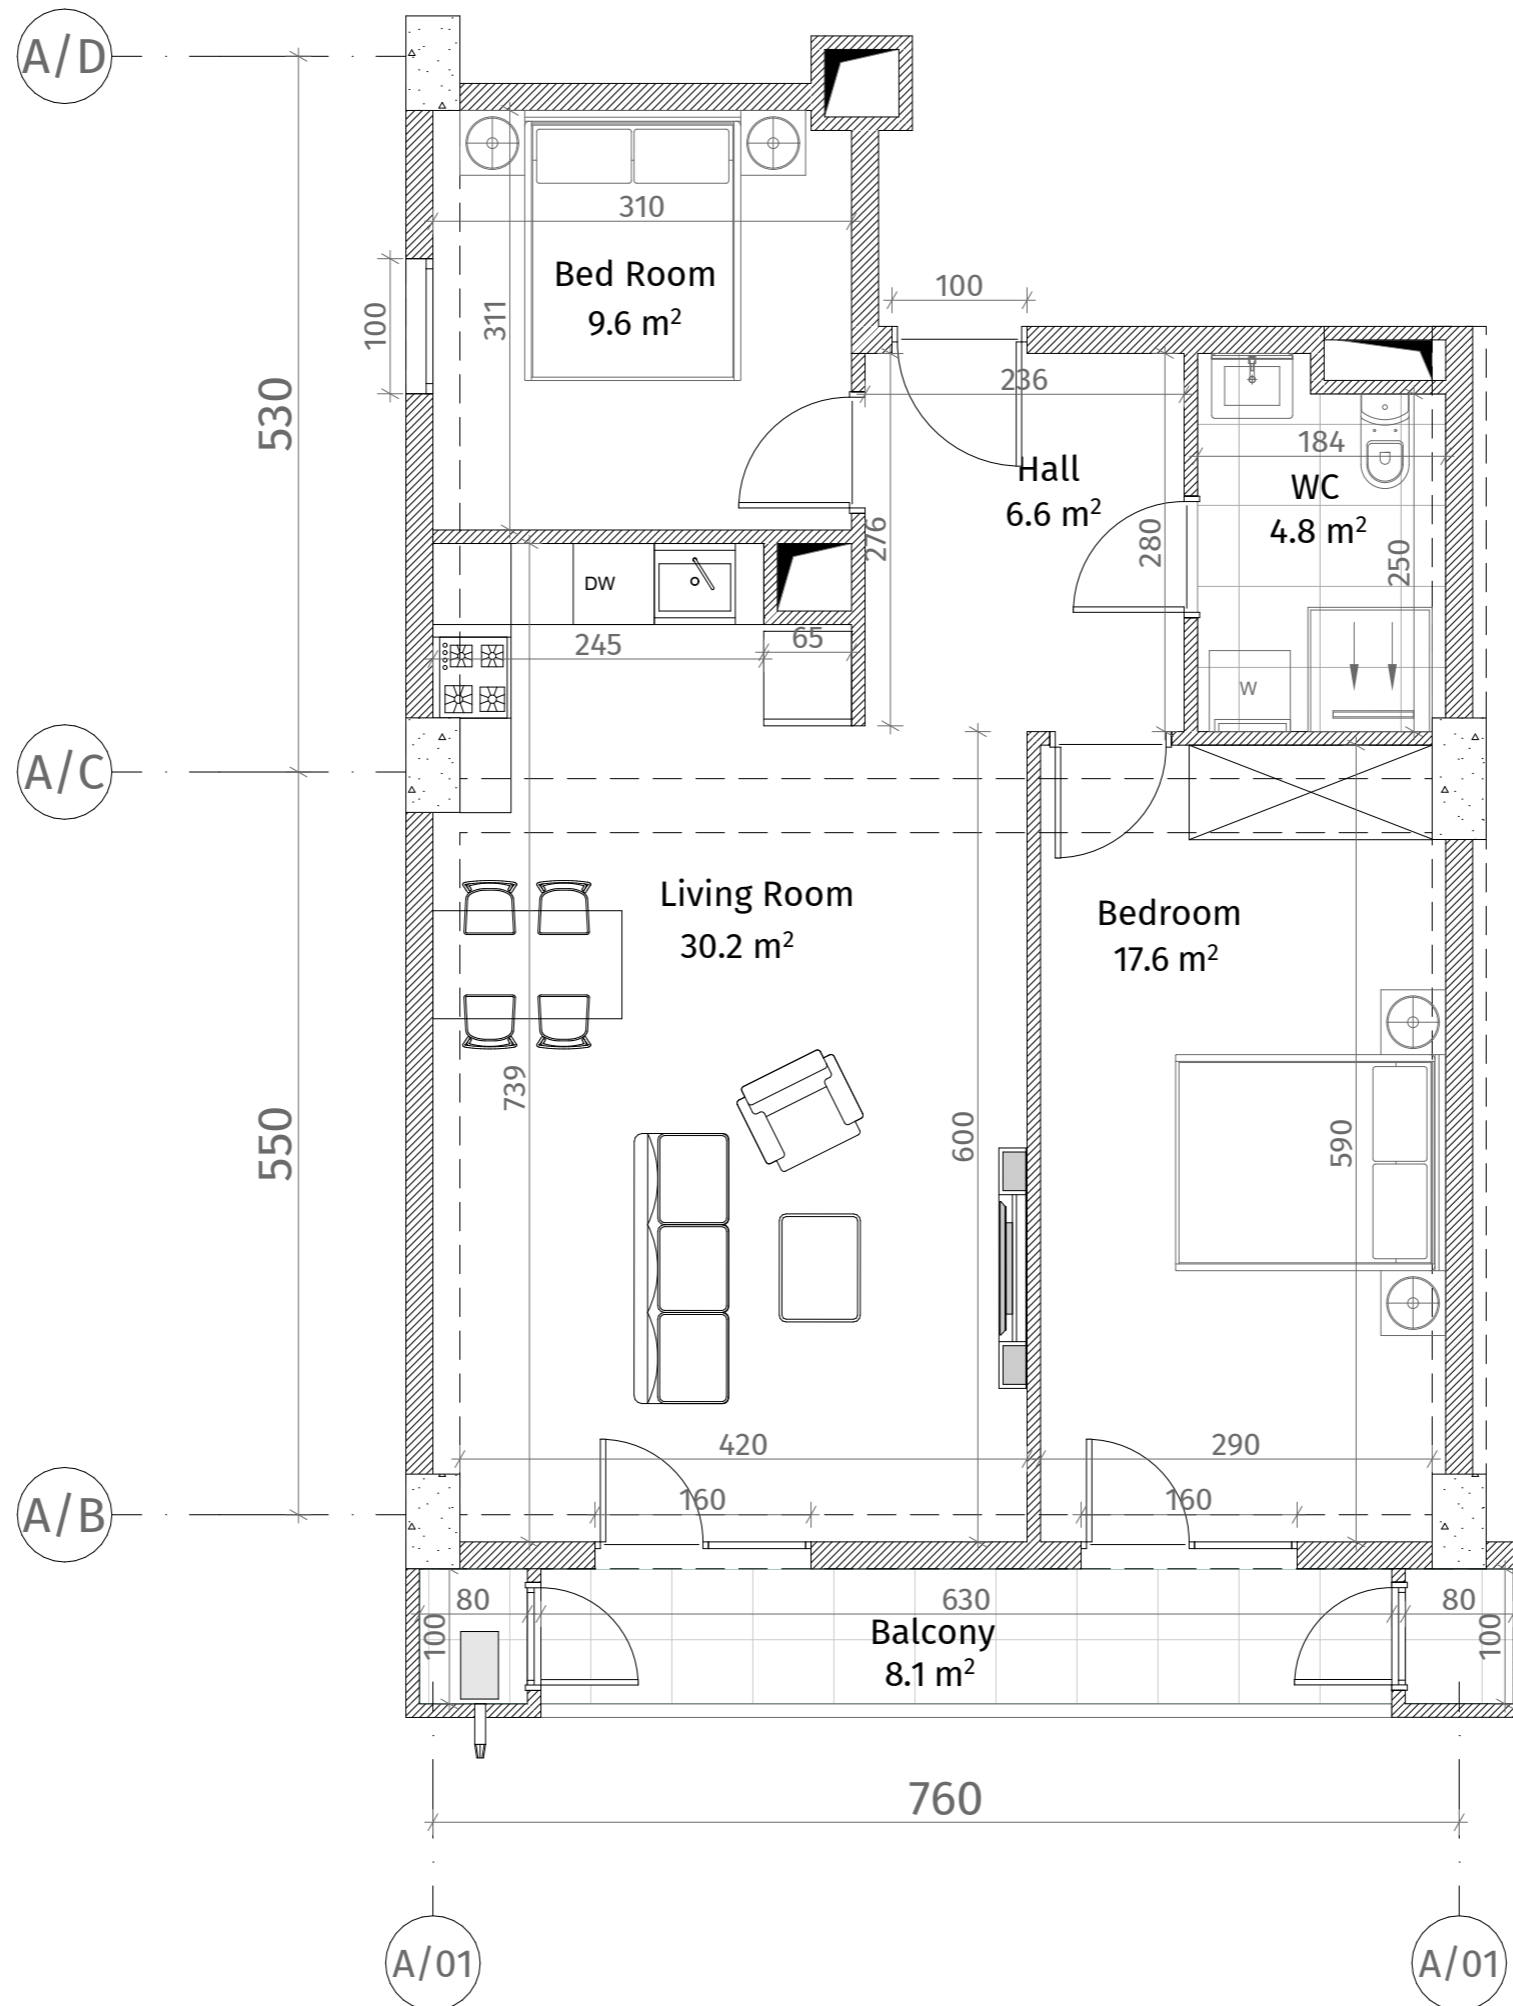 A/D
310
Bed Room
9.6 m²
100
311
100
530
236
Hall
6.6 m²
184
WC
4.8 m²
276
280
250
DW
245
65
W
A/C
Living Room
30.2 m²
Bedroom
17.6 m²
739
600
590
550
420
290
160
160
A/B
80
630
80
100
Balcony
8.1 m²
100
760
A/01
A/01